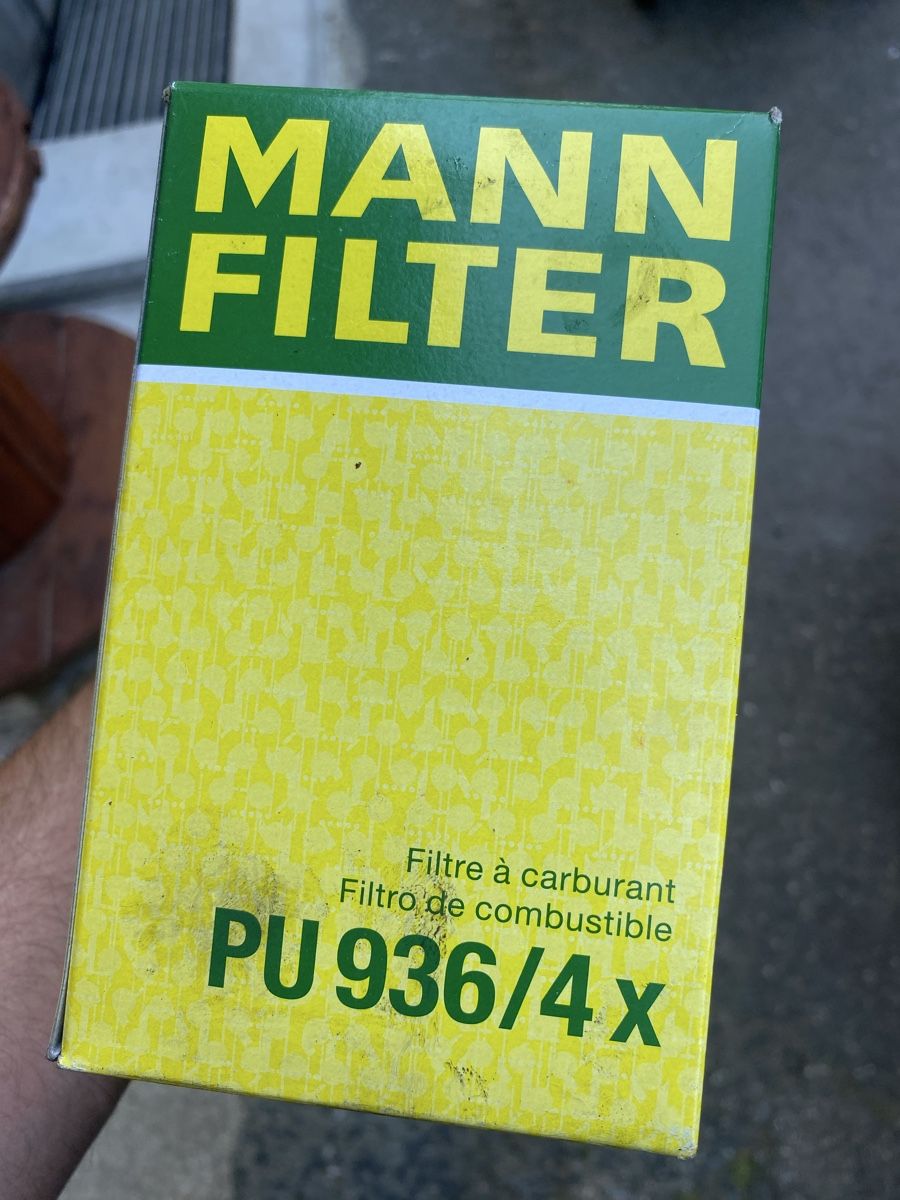 MANN
FILTER
Filtre à carburant
Filtro de combustible
PU 936/4 x